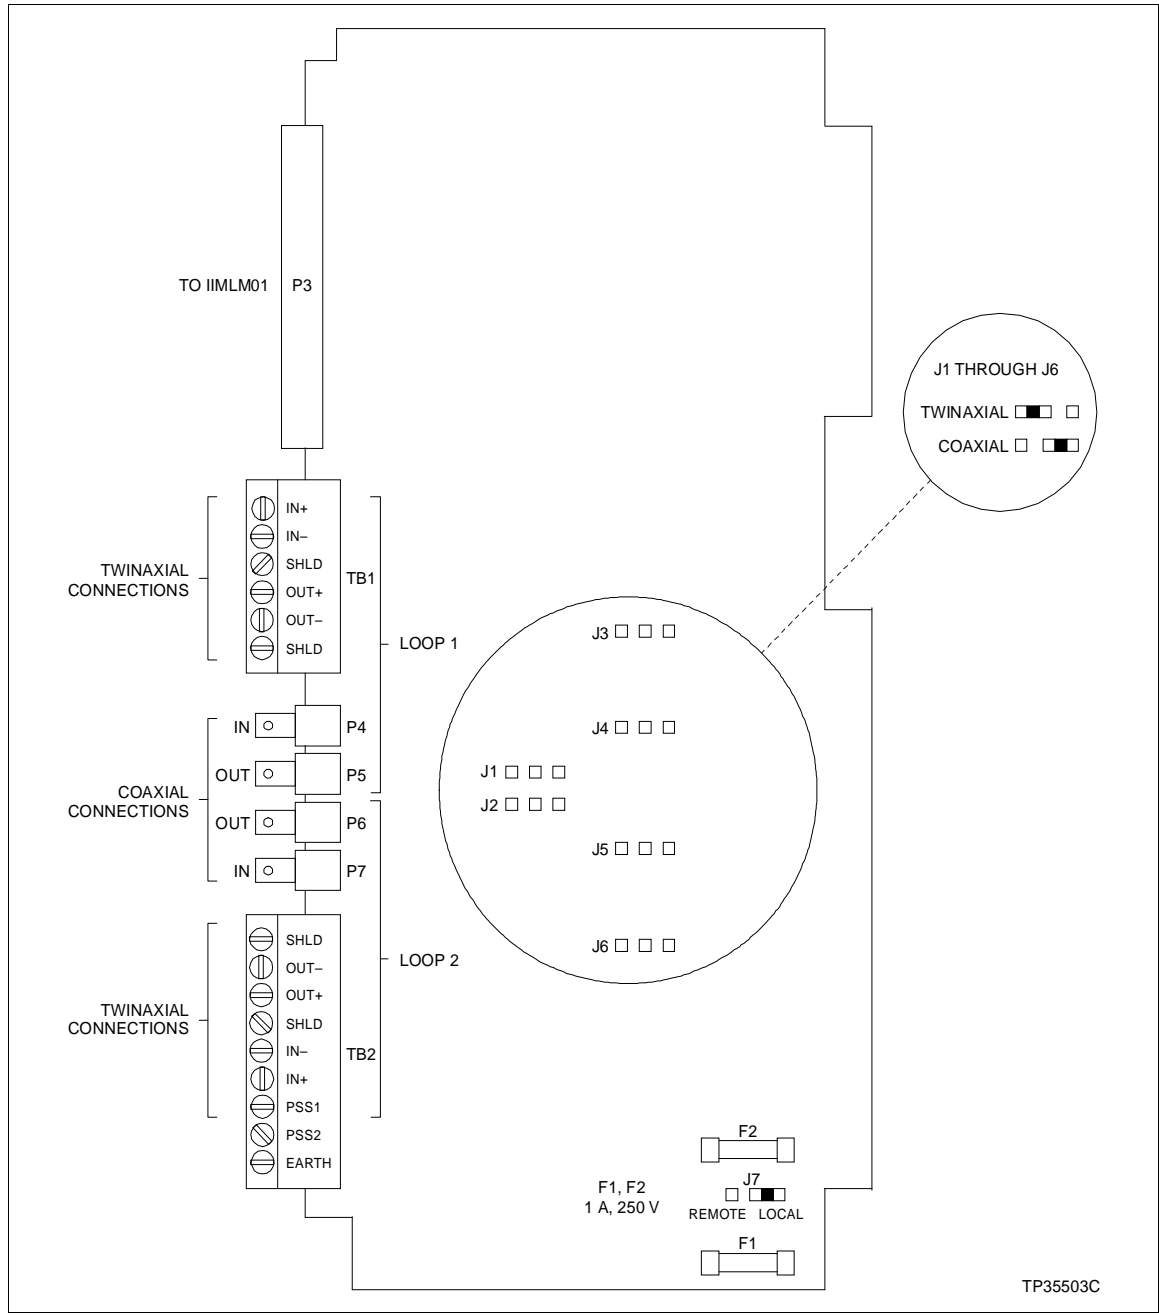 TO IIMLM01
P3
J1 THROUGH J6
TWINAXIAL
COAXIAL
TWINAXIAL
CONNECTIONS
IN+
IN–
SHLD
OUT+
OUT–
SHLD
TB1
LOOP 1
COAXIAL
CONNECTIONS
IN
P4
OUT
P5
OUT
P6
IN
P7
J3
J4
J1
J2
J5
J6
TWINAXIAL
CONNECTIONS
SHLD
OUT–
OUT+
SHLD
IN–
IN+
PSS1
PSS2
EARTH
TB2
LOOP 2
F2
F1, F2
1 A, 250 V
J7
REMOTE LOCAL
F1
TP35503C